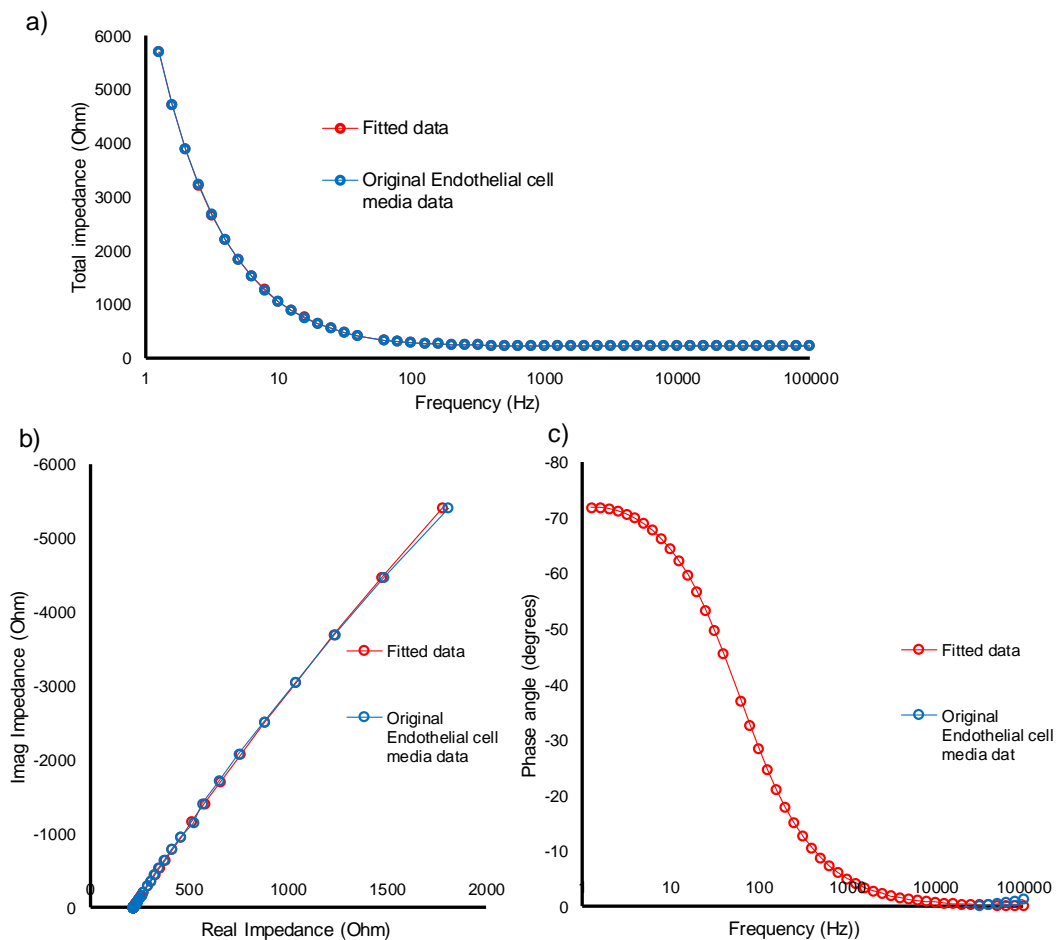 a)
6000
5000
4000
3000
2000
1000
0
Total impedance (Ohm)
Fitted data
Original Endothelial cell
media data
1
10
100
1000
10000
100000
Frequency (Hz)
b)
-6000
-5000
-4000
-3000
-2000
-1000
0
Imag Impedance (Ohm)
Fitted data
Original
Endothelial cell
media data
0
500
1000
1500
2000
Real Impedance (Ohm)
c)
-80
-70
-60
-50
-40
-30
-20
-10
0
Phase angle (degrees)
Fitted data
Original
Endothelial cell
media dat
1
10
100
1000
10000
100000
Frequency (Hz))